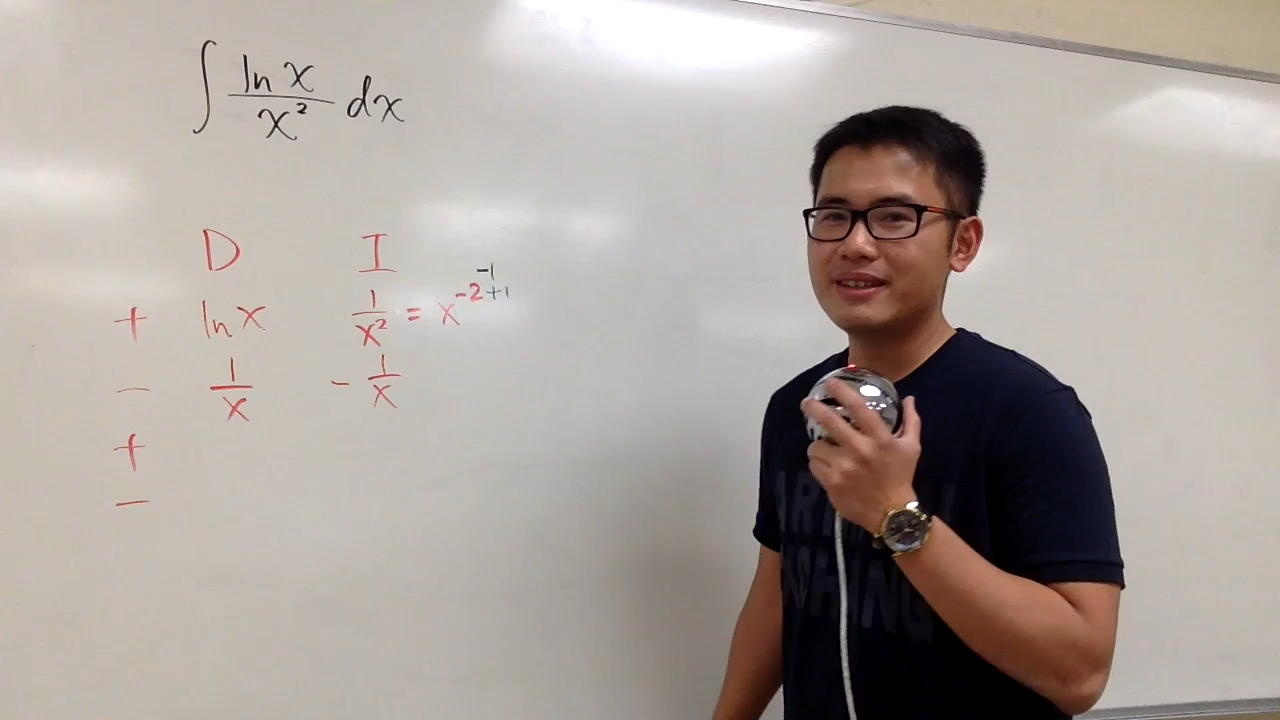 ∫ ln x / x² dx
D I
+ ln x 1/x² = x⁻²⁺¹ ⁻¹
− 1/x − 1/x
+
−